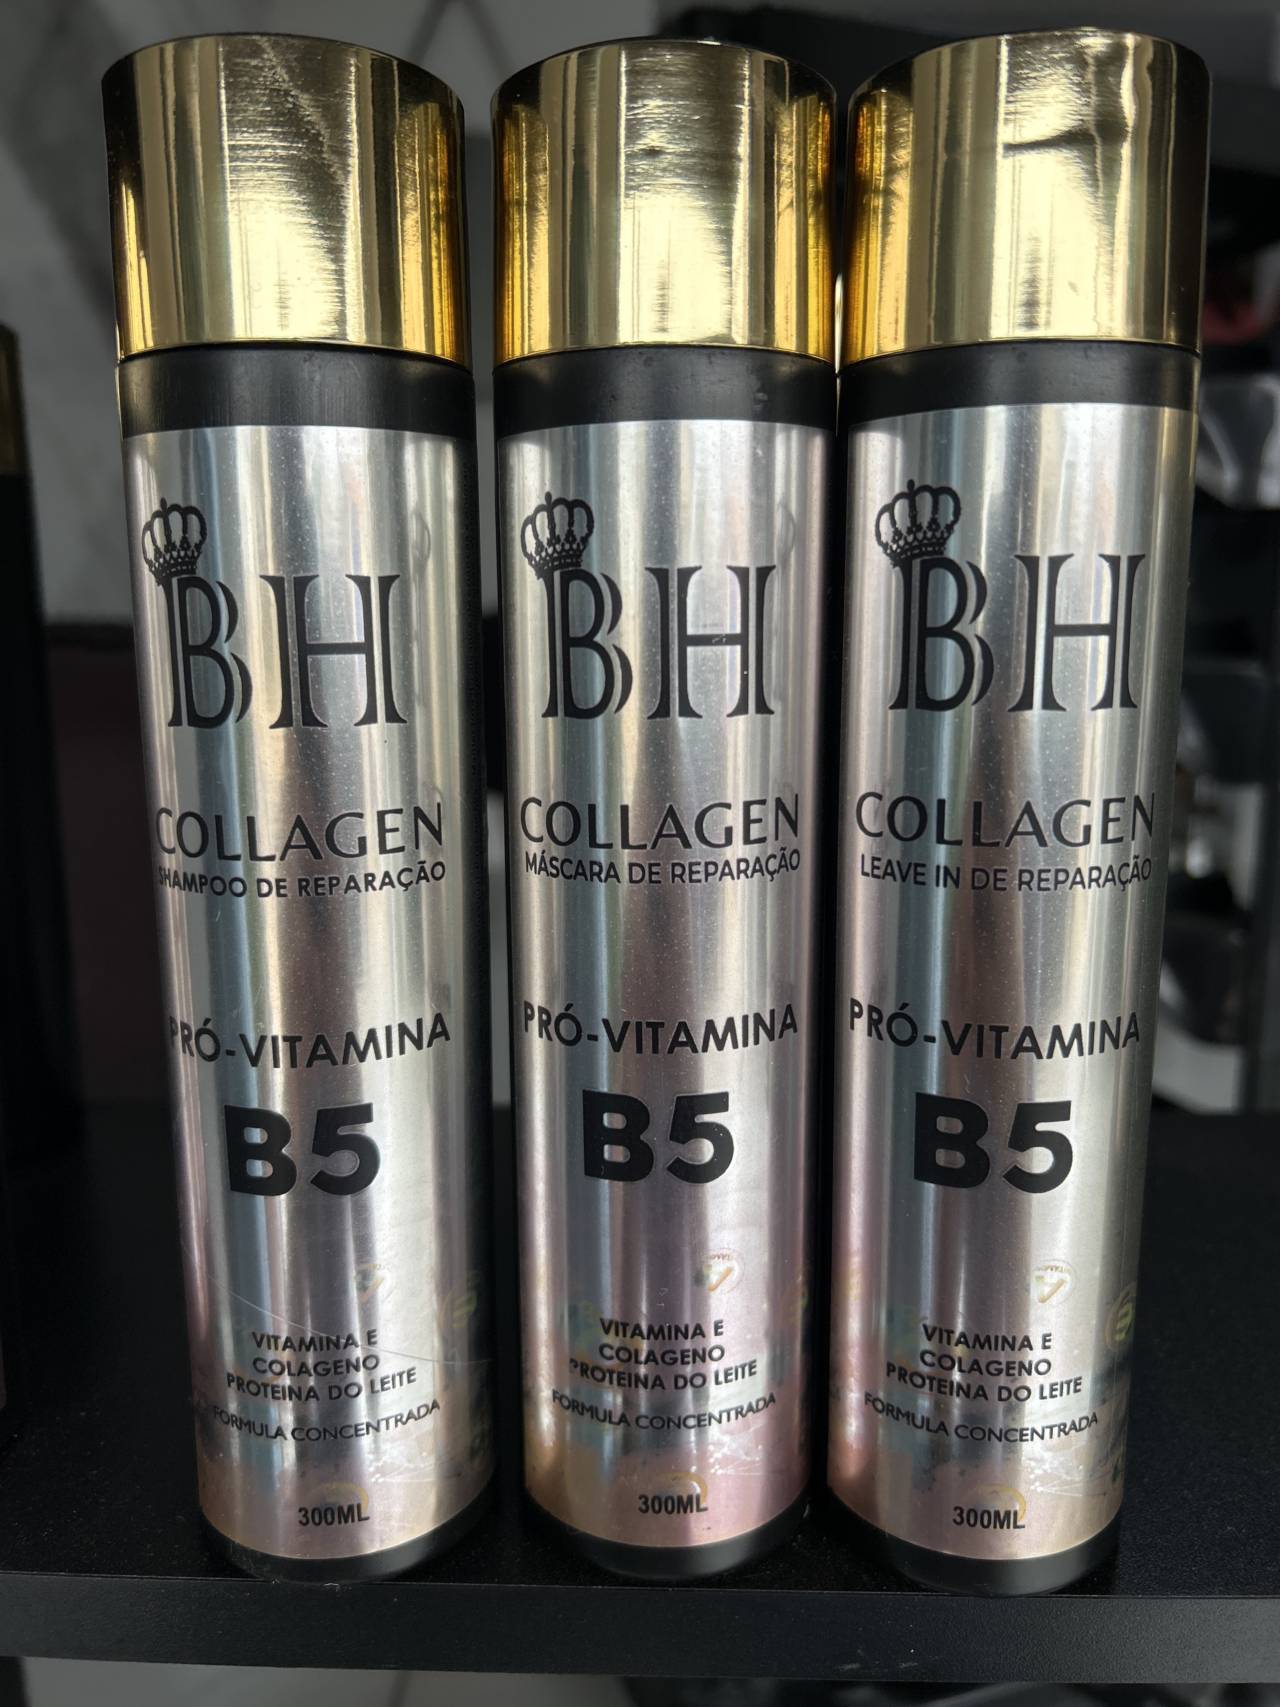 BH
COLLAGEN
SHAMPOO DE REPARAÇÃO
PRÓ-VITAMINA
B5
VITAMINA E
COLAGENO
PROTEINA DO LEITE
FORMULA CONCENTRADA
300ML
BH
COLLAGEN
MÁSCARA DE REPARAÇÃO
PRÓ-VITAMINA
B5
VITAMINA E
COLAGENO
PROTEINA DO LEITE
FORMULA CONCENTRADA
300ML
BH
COLLAGEN
LEAVE IN DE REPARAÇÃO
PRÓ-VITAMINA
B5
VITAMINA E
COLAGENO
PROTEINA DO LEITE
FORMULA CONCENTRADA
300ML